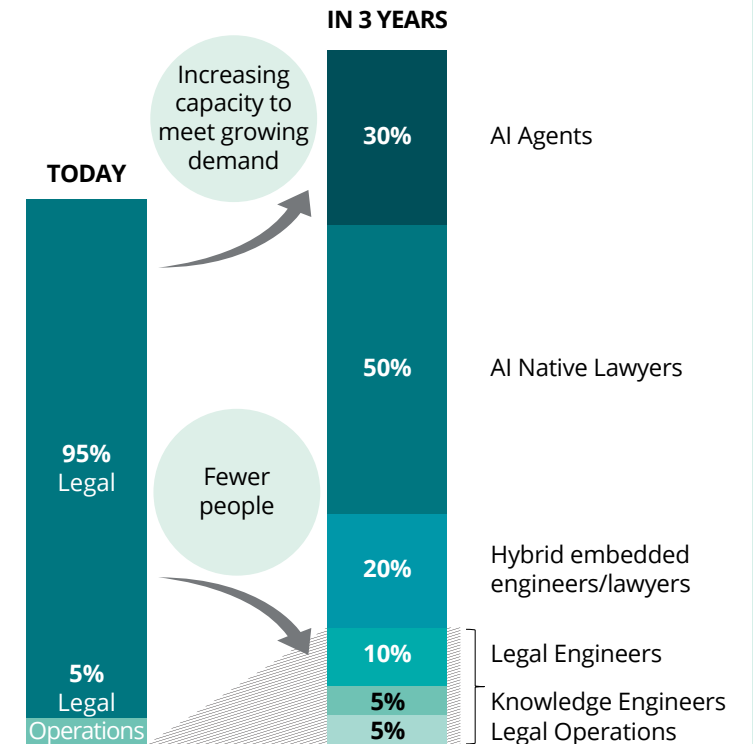 IN 3 YEARS
Increasing
capacity to
meet growing
demand
30%
AI Agents
TODAY
50%
AI Native Lawyers
95%
Legal
Fewer
people
20%
Hybrid embedded
engineers/lawyers
10%
Legal Engineers
5%
Legal
Operations
5%
Knowledge Engineers
5%
Legal Operations